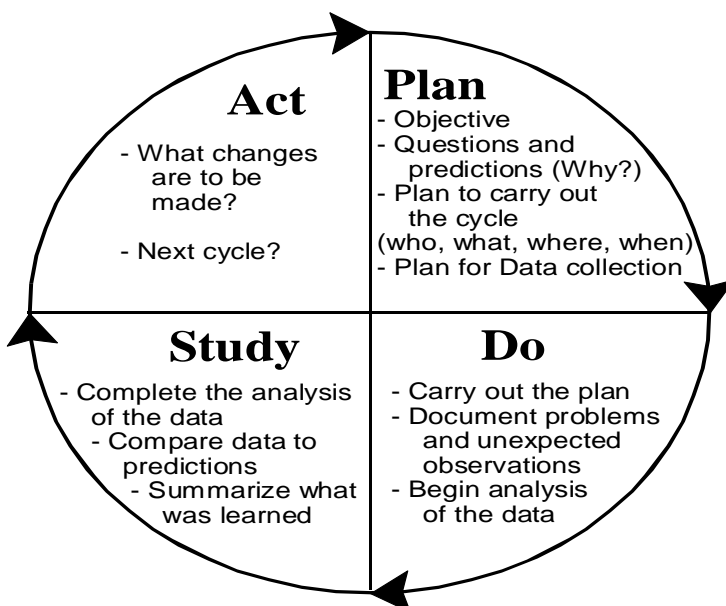 Act
- What changes
are to be
made?
- Next cycle?
Plan
- Objective
- Questions and
predictions (Why?)
- Plan to carry out
the cycle
(who, what, where, when)
- Plan for Data collection
Study
- Complete the analysis
of the data
- Compare data to
predictions
- Summarize what
was learned
Do
- Carry out the plan
- Document problems
and unexpected
observations
- Begin analysis
of the data